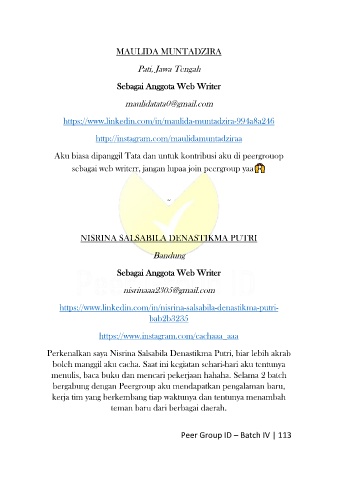 MAULIDA MUNTADZIRA
Pati, Jawa Tengah
Sebagai Anggota Web Writer
maulidatata0@gmail.com
https://www.linkedin.com/in/maulida-muntadzira-994a8a246
http://instagram.com/maulidamuntadziraa
Aku biasa dipanggil Tata dan untuk kontribusi aku di peergrouop
sebagai web writerr, jangan lupaa join peergroup yaa
~
NISRINA SALSABILA DENASTIKMA PUTRI
Bandung
Sebagai Anggota Web Writer
nisrinaaa2305@gmail.com
https://www.linkedin.com/in/nisrina-salsabila-denastikma-putri-
bab2b3235
https://www.instagram.com/cachaaa_aaa
Perkenalkan saya Nisrina Salsabila Denastikma Putri, biar lebih akrab
boleh manggil aku cacha. Saat ini kegiatan sehari-hari aku tentunya
menulis, baca buku dan mencari pekerjaan hahaha. Selama 2 batch
bergabung dengan Peergroup aku mendapatkan pengalaman baru,
kerja tim yang berkembang tiap waktunya dan tentunya menambah
teman baru dari berbagai daerah.
Peer Group ID – Batch IV | 113